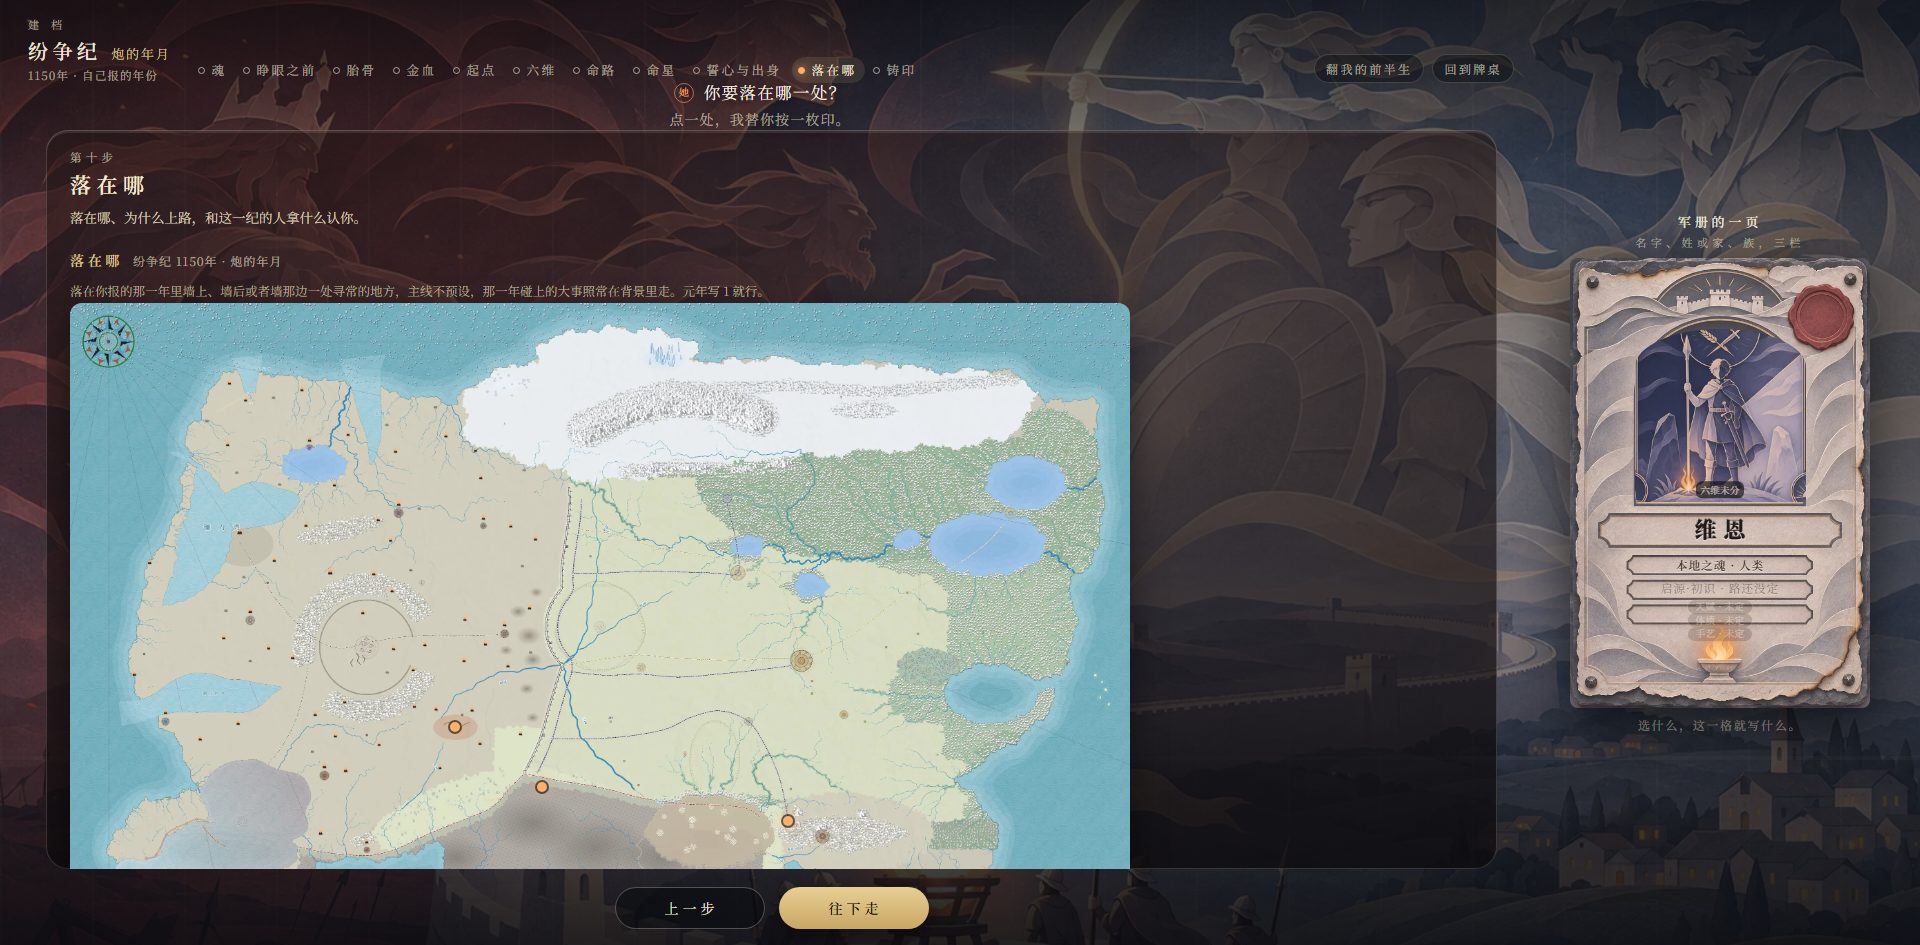 建 档
纷争纪 炮的年月
1150年 · 自己报的年份
魂 睁眼之前 胎骨 金血 起点 六维 命路 命星 誓心与出身 落在哪 铸印
翻我的前半生 回到牌桌
她 你要落在哪一处?
点一处，我替你按一枚印。
第十步
落在哪
落在哪、为什么上路，和这一纪的人拿什么认你。
落在哪 纷争纪 1150年 · 炮的年月
落在你报的那一年里墙上、墙后或者墙那边一处寻常的地方，主线不预设，那一年碰上的大事照常在背景里走。元年写 1 就行。
军册的一页
名字、姓或家、族，三栏
六维未分
维恩
本地之魂 · 人类
启源·初识 · 路还没定
手艺 · 未定
选什么，这一格就写什么。
上一步
往下走